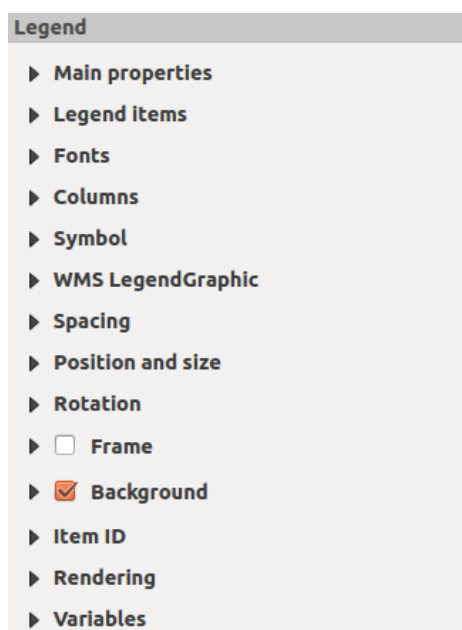 Legend
Main properties
Legend items
Fonts
Columns
Symbol
WMS LegendGraphic
Spacing
Position and size
Rotation
Frame
Background
Item ID
Rendering
Variables